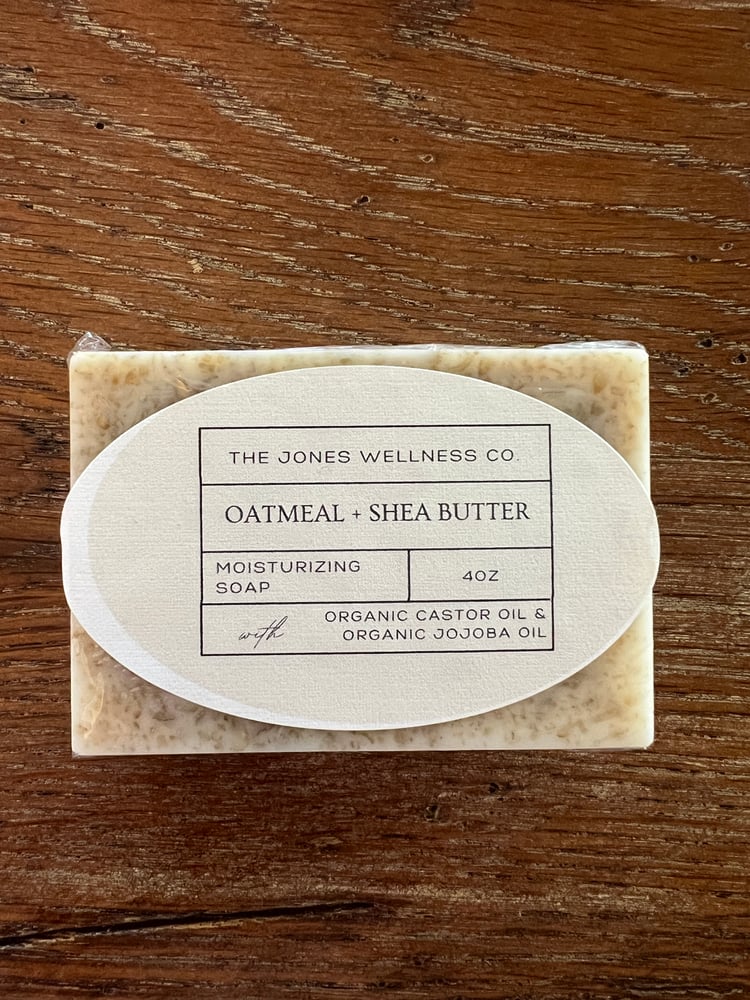 THE JONES WELLNESS CO.
OATMEAL + SHEA BUTTER
MOISTURIZING
SOAP
4OZ
with
ORGANIC CASTOR OIL &
ORGANIC JOJOBA OIL